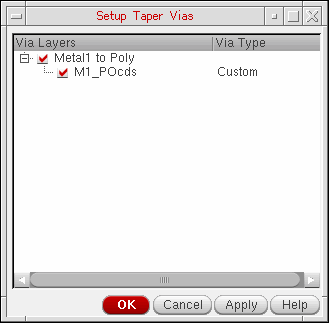 Setup Taper Vias
Via Layers Via Type
Metal1 to Poly
M1_POcds Custom
OK Cancel Apply Help